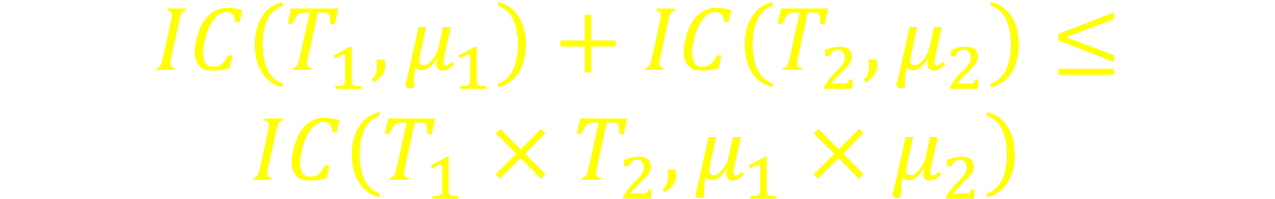 𝐼𝐶(𝑇₁, 𝜇₁) + 𝐼𝐶(𝑇₂, 𝜇₂) ≤
𝐼𝐶(𝑇₁ × 𝑇₂, 𝜇₁ × 𝜇₂)